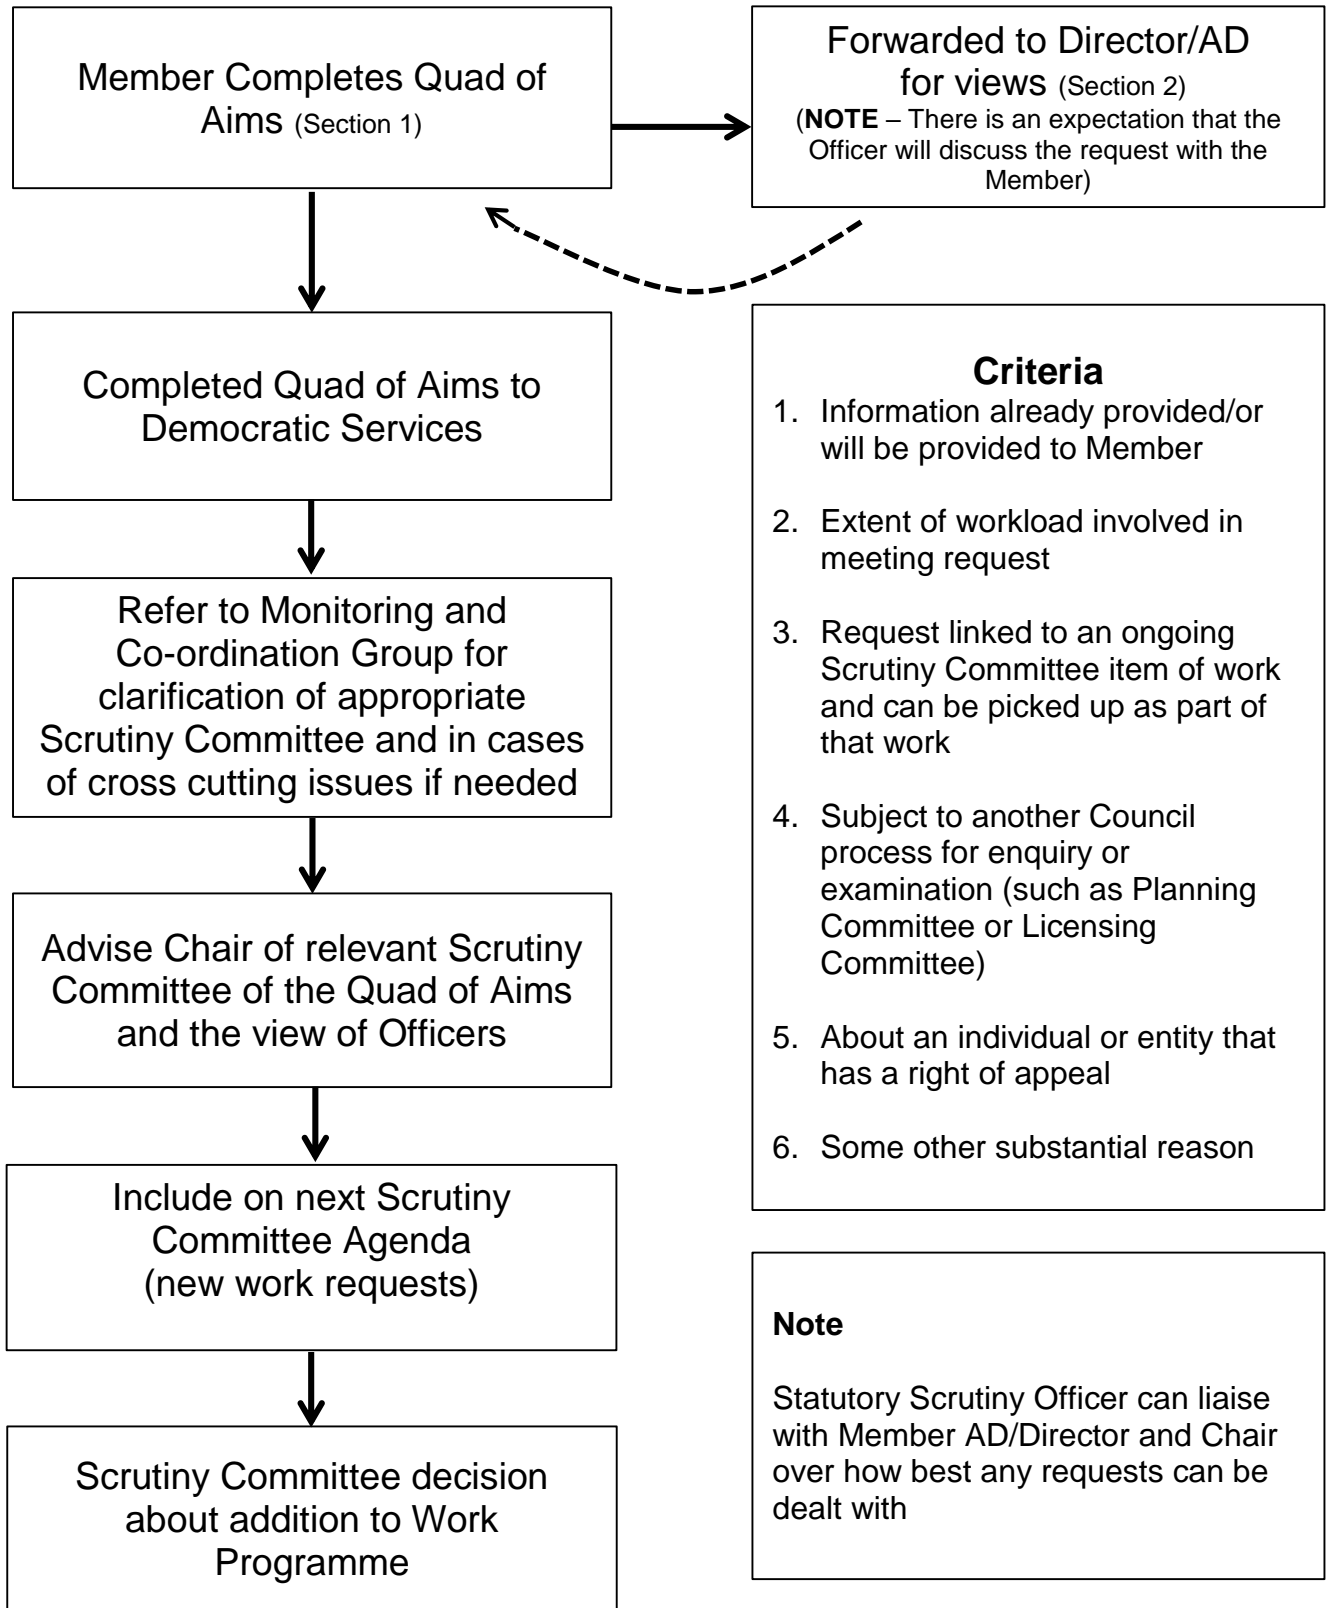 Member Completes Quad of
Aims (Section 1)
Forwarded to Director/AD
for views (Section 2)
(NOTE – There is an expectation that the
Officer will discuss the request with the
Member)
Completed Quad of Aims to
Democratic Services
Refer to Monitoring and
Co-ordination Group for
clarification of appropriate
Scrutiny Committee and in cases
of cross cutting issues if needed
Advise Chair of relevant Scrutiny
Committee of the Quad of Aims
and the view of Officers
Include on next Scrutiny
Committee Agenda
(new work requests)
Scrutiny Committee decision
about addition to Work
Programme
Criteria
1. Information already provided/or
will be provided to Member
2. Extent of workload involved in
meeting request
3. Request linked to an ongoing
Scrutiny Committee item of work
and can be picked up as part of
that work
4. Subject to another Council
process for enquiry or
examination (such as Planning
Committee or Licensing
Committee)
5. About an individual or entity that
has a right of appeal
6. Some other substantial reason
Note
Statutory Scrutiny Officer can liaise
with Member AD/Director and Chair
over how best any requests can be
dealt with